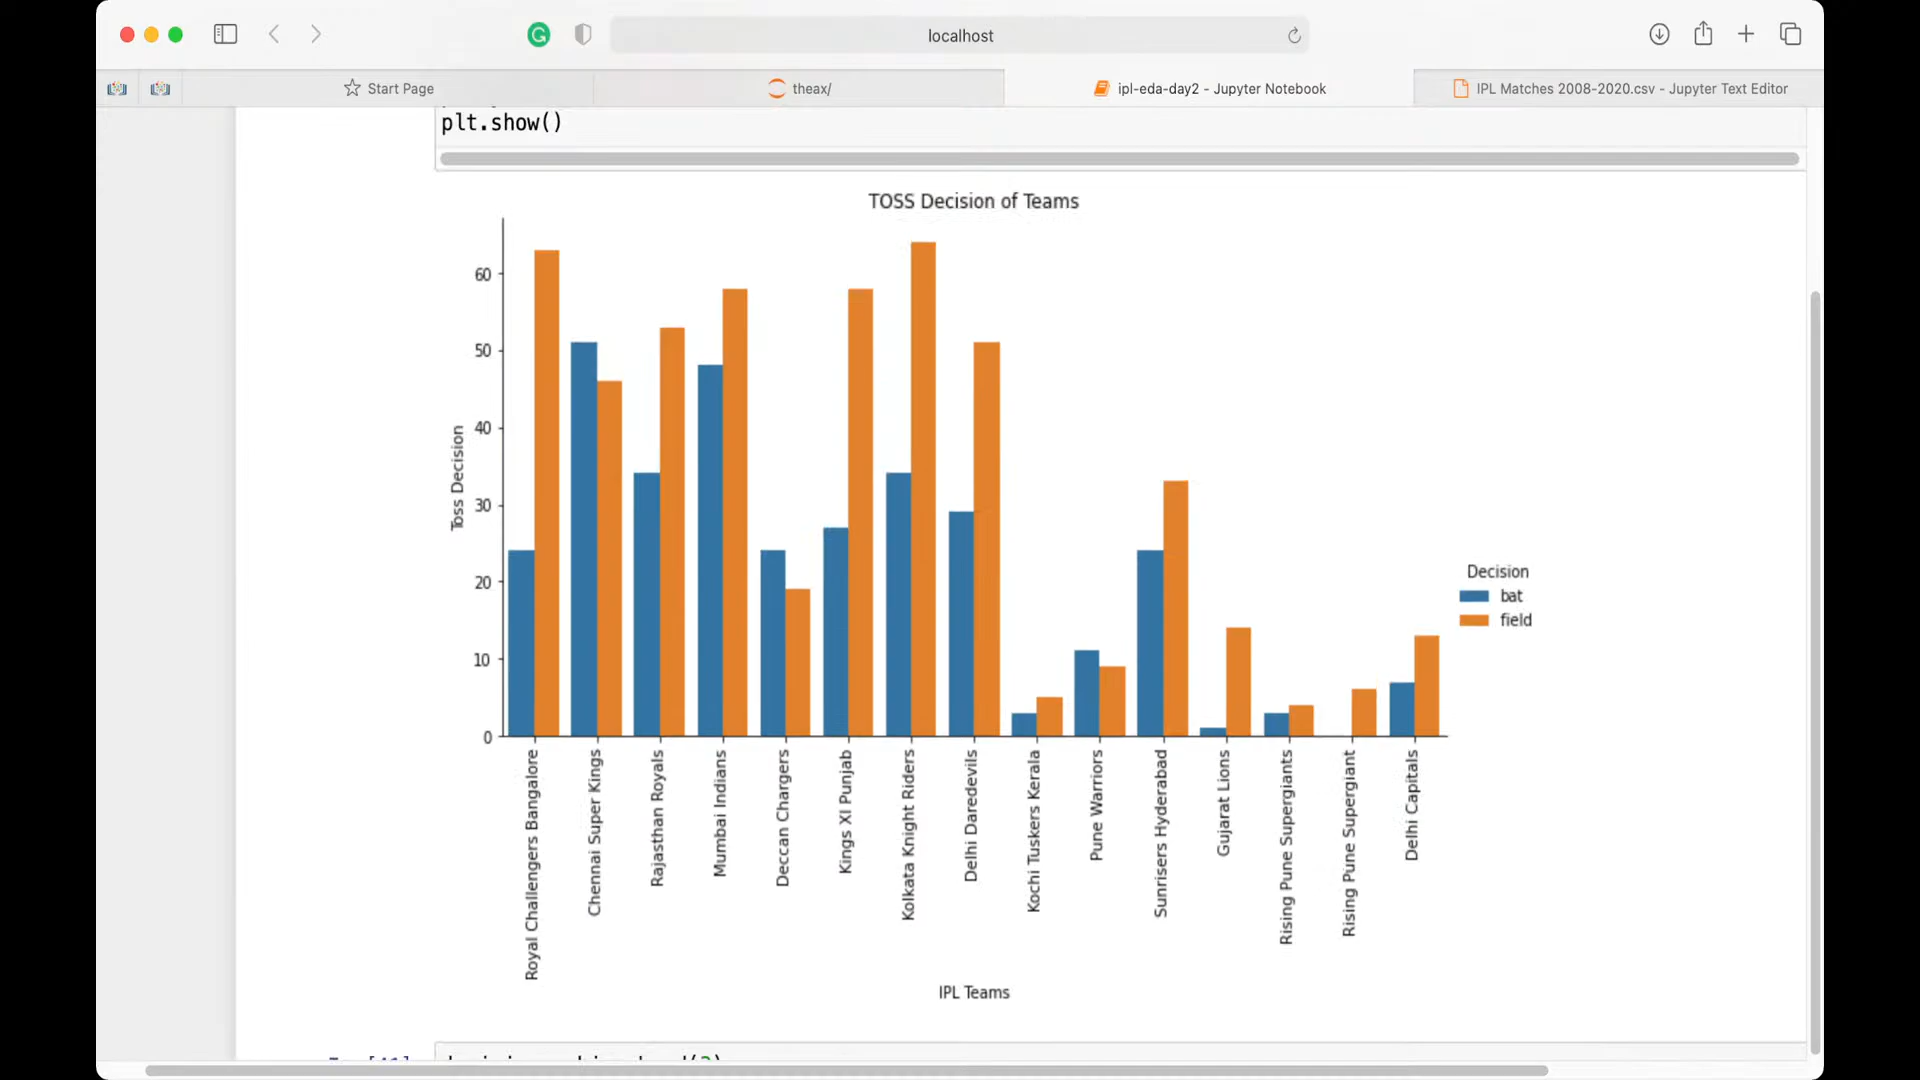 localhost
Start Page
theax/
ipl-eda-day2 - Jupyter Notebook
IPL Matches 2008-2020.csv - Jupyter Text Editor
plt.show()
TOSS Decision of Teams
Toss Decision
60
50
40
30
20
10
0
Decision
bat
field
Royal Challengers Bangalore
Chennai Super Kings
Rajasthan Royals
Mumbai Indians
Deccan Chargers
Kings XI Punjab
Kolkata Knight Riders
Delhi Daredevils
Kochi Tuskers Kerala
Pune Warriors
Sunrisers Hyderabad
Gujarat Lions
Rising Pune Supergiants
Rising Pune Supergiant
Delhi Capitals
IPL Teams